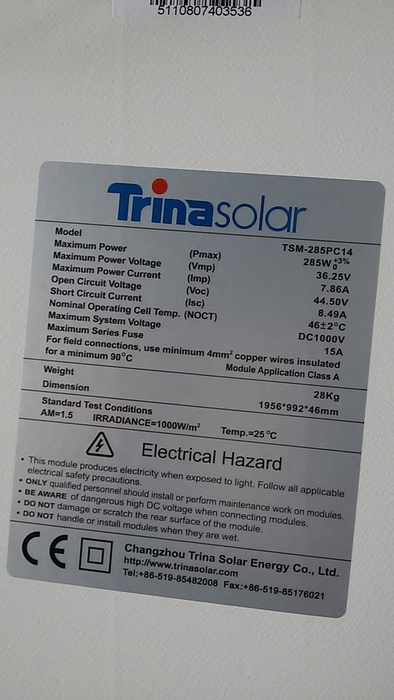 5110807403536
Trinasolar
Model TSM-285PC14
Maximum Power (Pmax) 285W +3% 0
Maximum Power Voltage (Vmp) 36.25V
Maximum Power Current (Imp) 7.86A
Open Circuit Voltage (Voc) 44.50V
Short Circuit Current (Isc) 8.49A
Nominal Operating Cell Temp. (NOCT) 46±2°C
Maximum System Voltage DC1000V
Maximum Series Fuse 15A
For field connections, use minimum 4mm² copper wires insulated
for a minimum 90°C Module Application Class A
Weight 28Kg
Dimension 1956*992*46mm
Standard Test Conditions
AM=1.5 IRRADIANCE=1000W/m² Temp.=25°C
Electrical Hazard
• This module produces electricity when exposed to light. Follow all applicable
electrical safety precautions.
• ONLY qualified personnel should install or perform maintenance work on modules.
• BE AWARE of dangerous high DC voltage when connecting modules.
• DO NOT damage or scratch the rear surface of the module.
• DO NOT handle or install modules when they are wet.
CE
Changzhou Trina Solar Energy Co., Ltd.
http://www.trinasolar.com
Tel:+86-519-85482008 Fax:+86-519-85176021